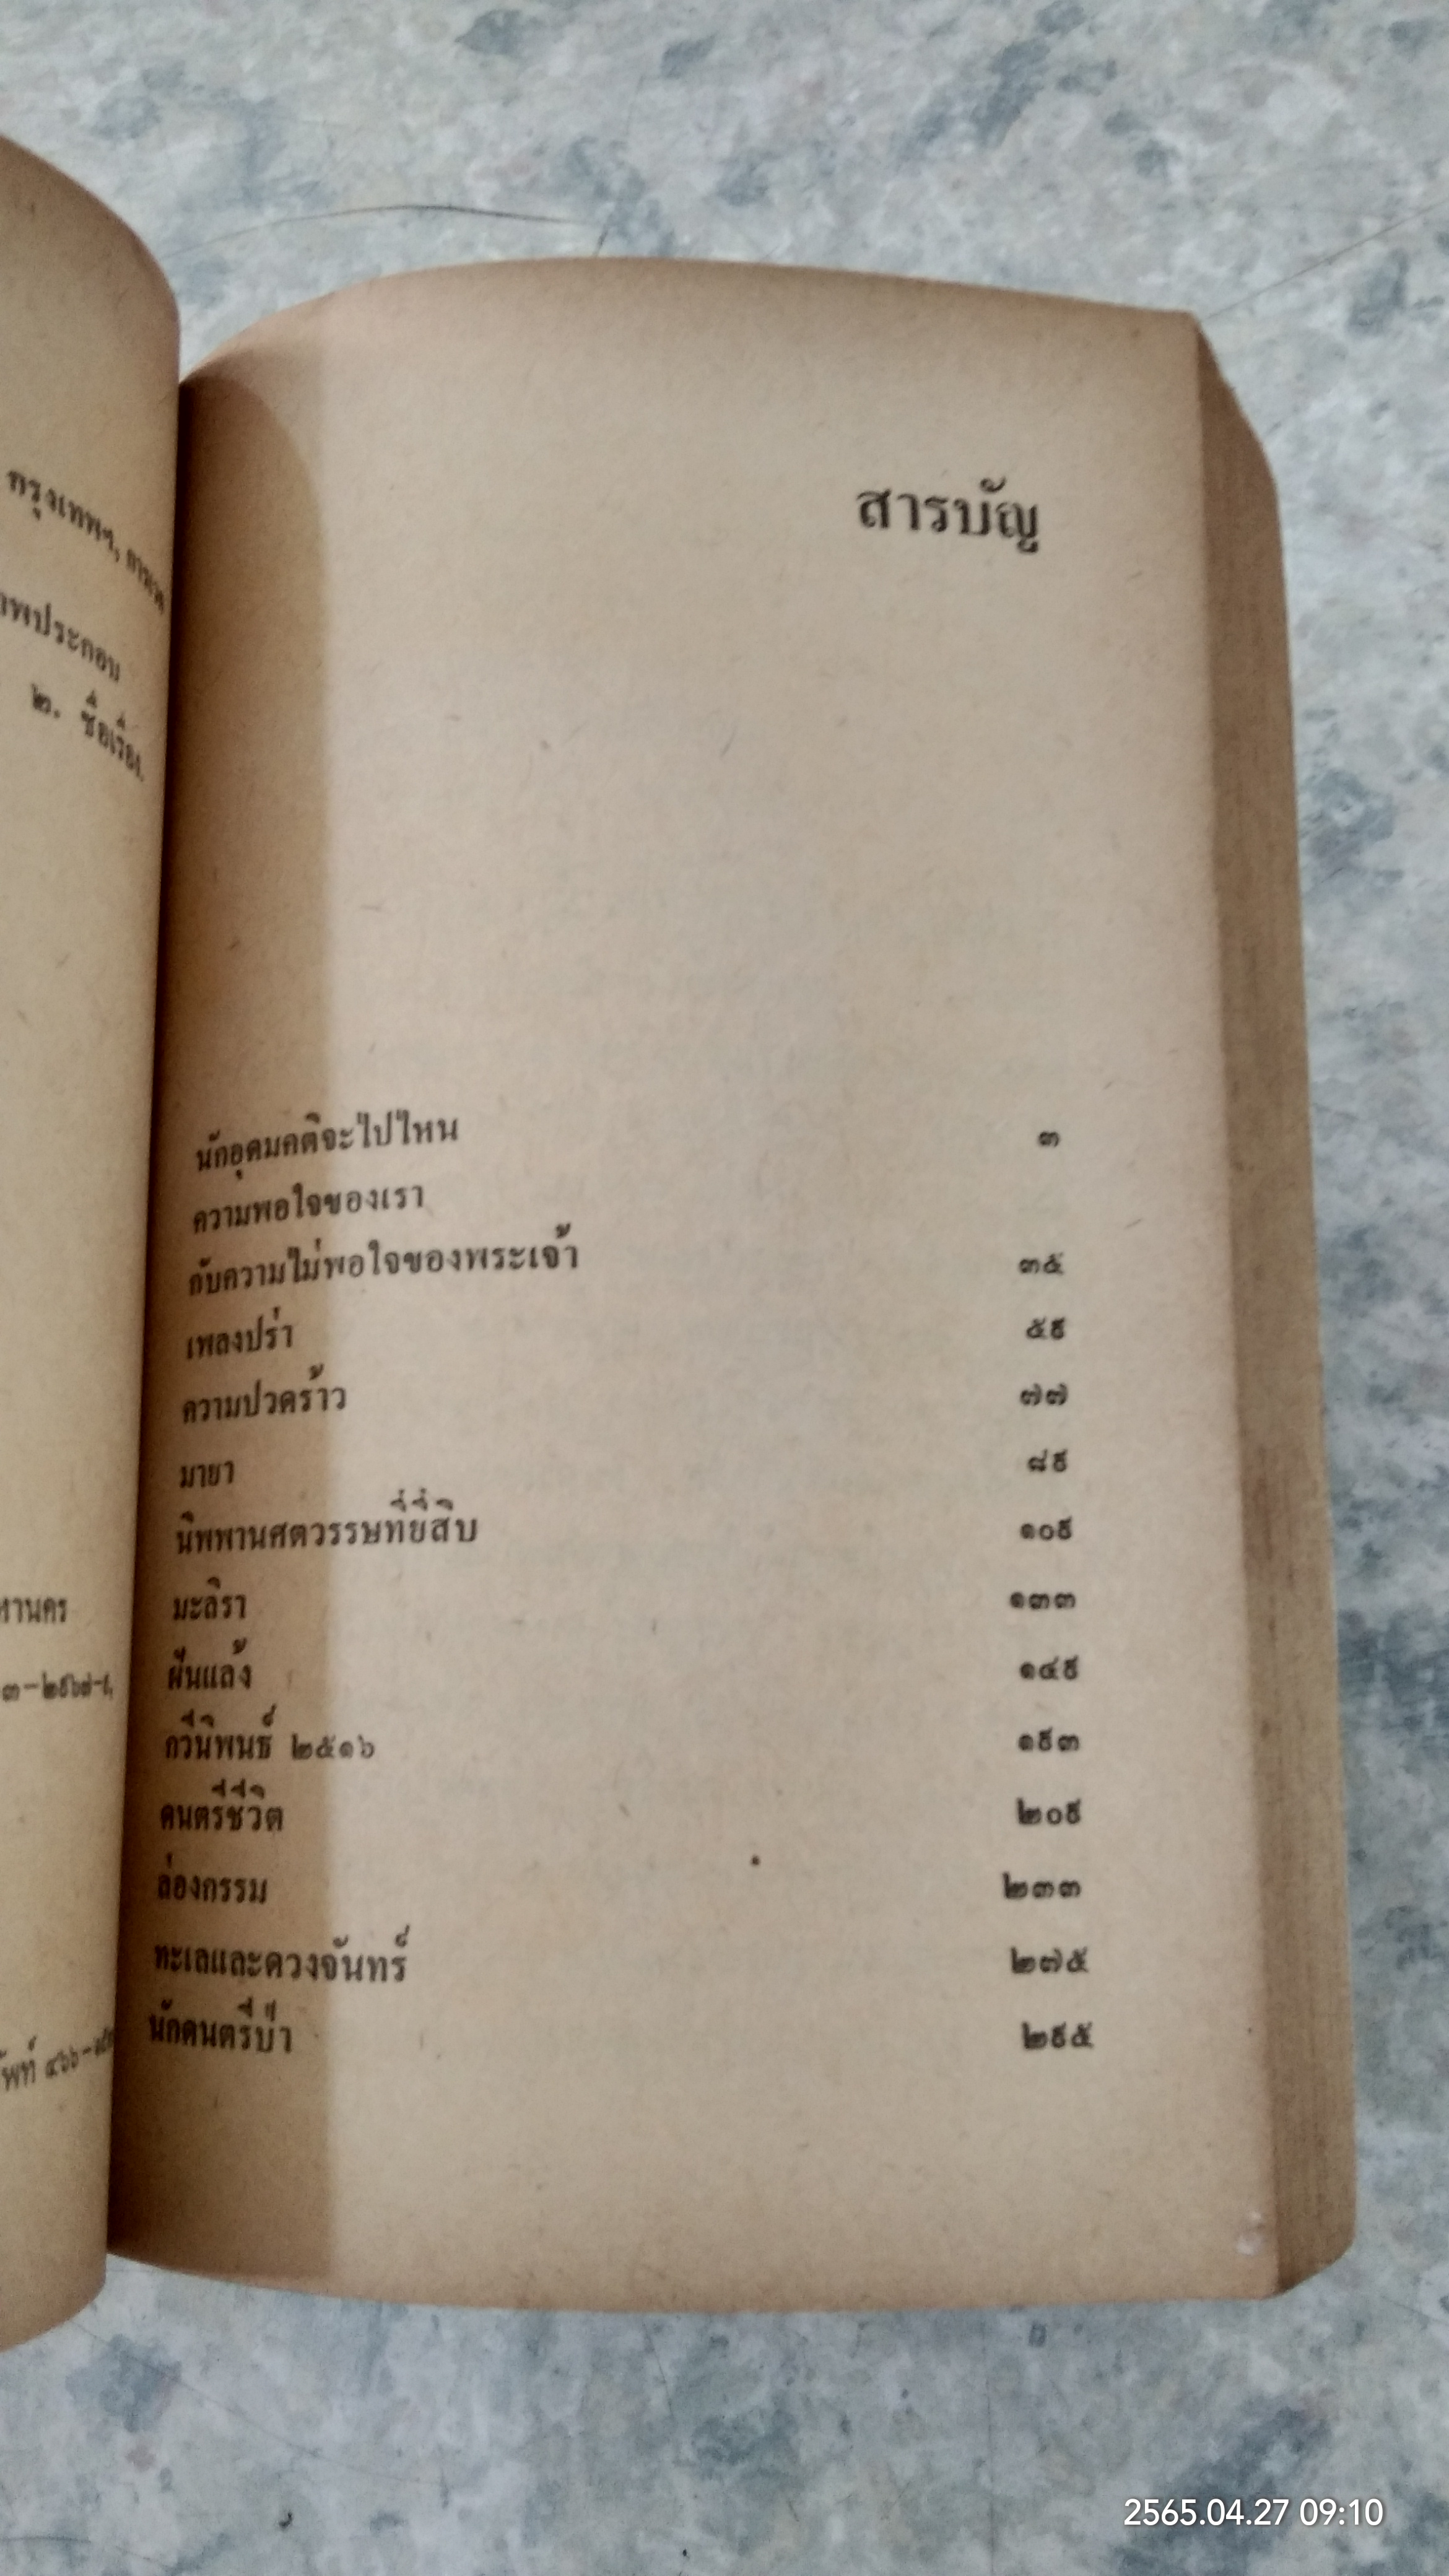 กรุงเทพฯ,
ภาพประกอบ
๒. ชื่อเรื่อง
สารบัญ
นักอุดมคติจะไปไหน ๓
ความพอใจของเรา
กับความไม่พอใจของพระเจ้า ๓๕
เพลงปร่า ๕๙
ความปวดร้าว ๗๗
มายา ๘๙
นิพพานศตวรรษที่ยี่สิบ ๑๐๙
มะลิรา ๑๓๓
ฝันแล้ง ๑๔๙
กวีนิพนธ์ ๒๕๑๖ ๑๙๓
ดนตรีชีวิต ๒๐๙
ล่องกรรม ๒๓๓
ทะเลและดวงจันทร์ ๒๗๕
นักดนตรีป่า ๒๙๕
2565.04.27 09:10